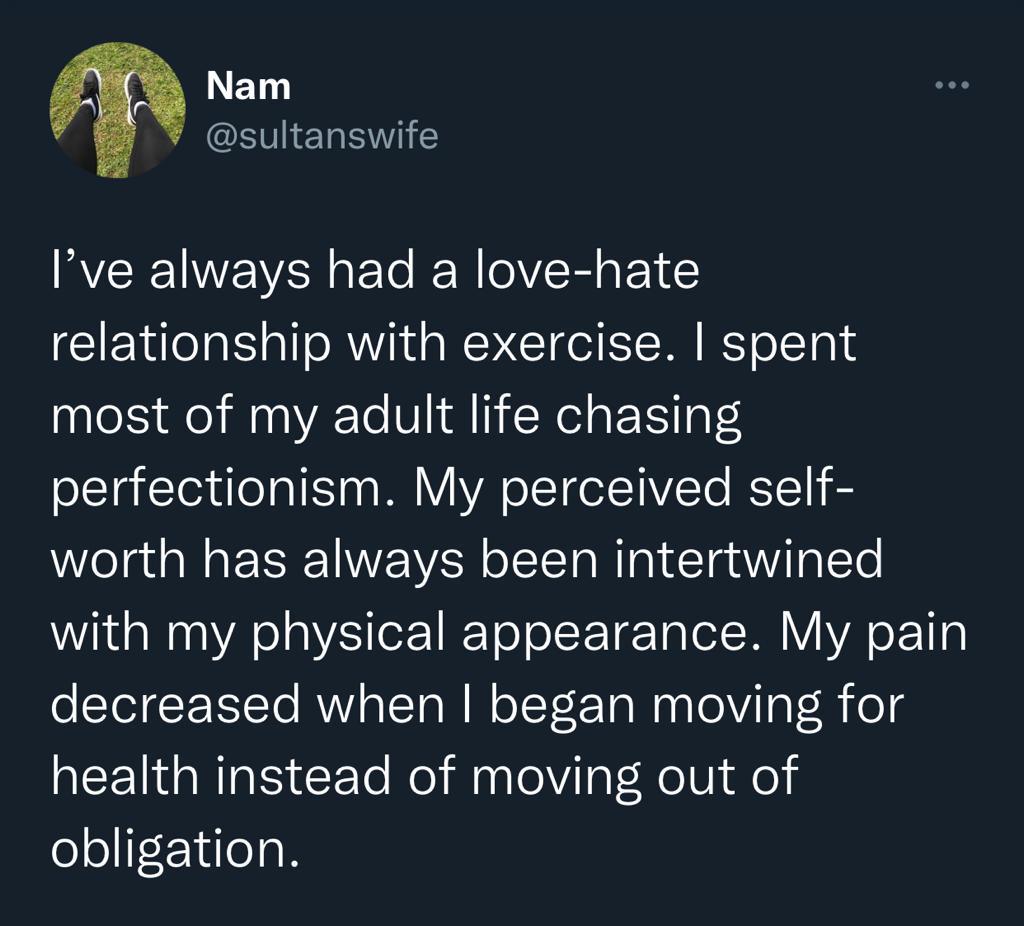 Nam
@sultanswife
I’ve always had a love-hate
relationship with exercise. I spent
most of my adult life chasing
perfectionism. My perceived self-
worth has always been intertwined
with my physical appearance. My pain
decreased when I began moving for
health instead of moving out of
obligation.